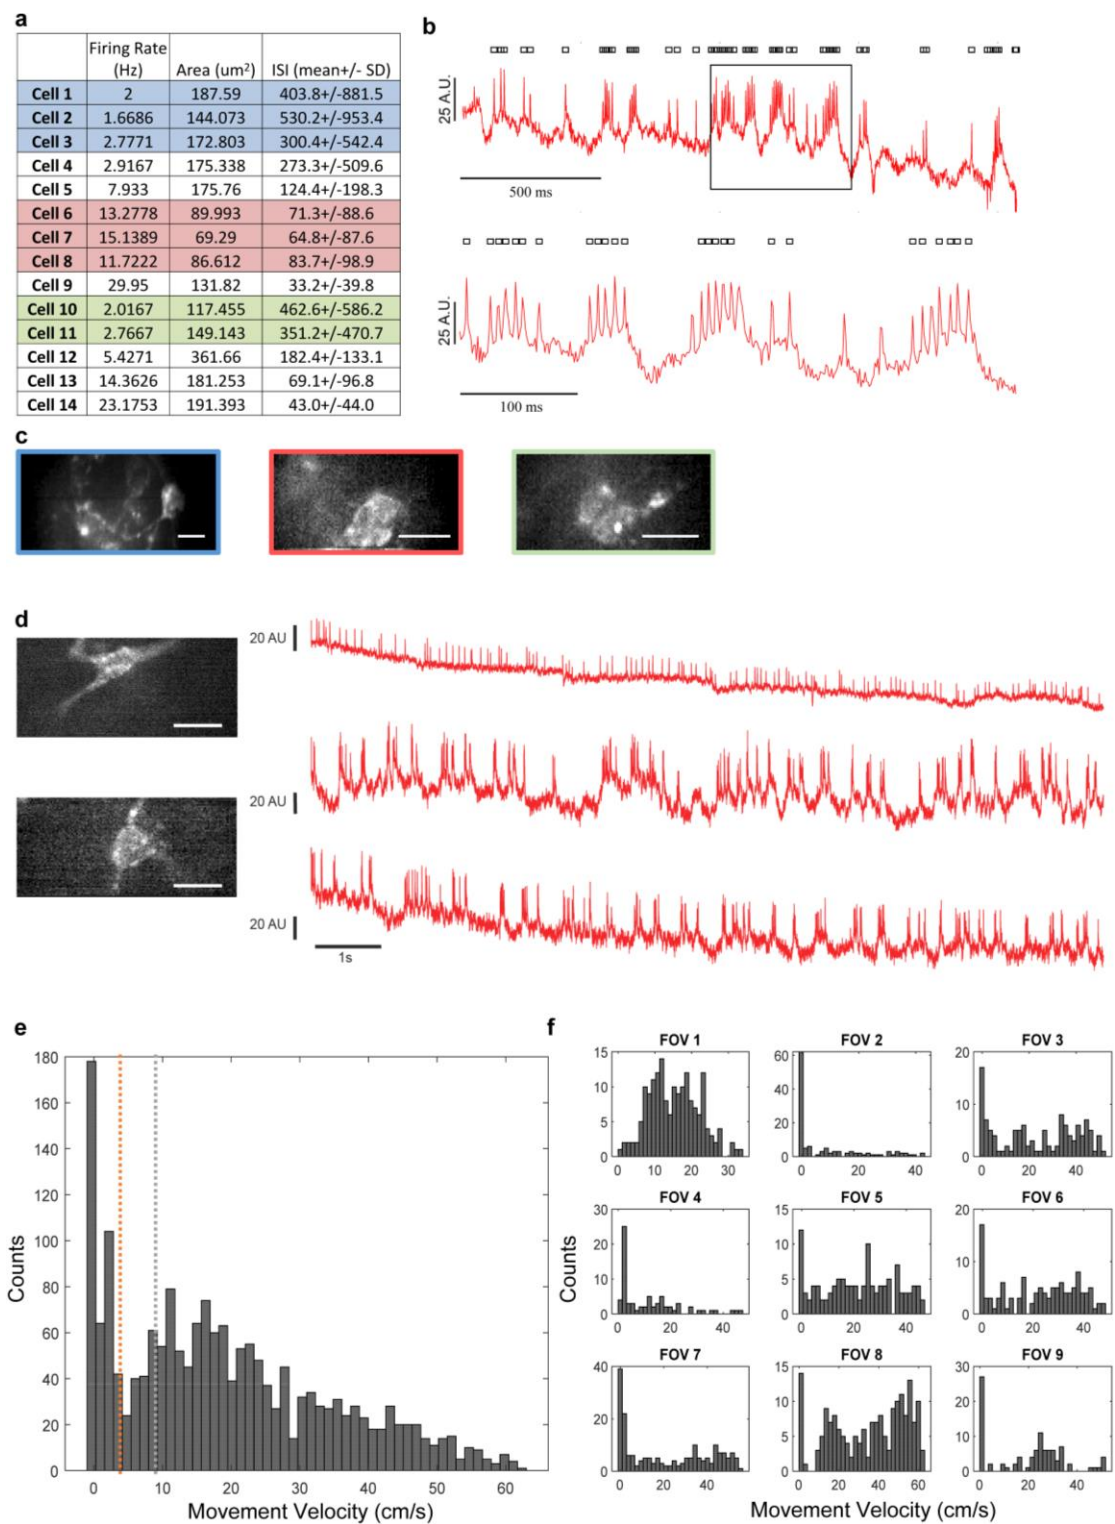 a
Firing Rate (Hz) Area (um²) ISI (mean+/- SD)
Cell 1 2 187.59 403.8+/-881.5
Cell 2 1.6686 144.073 530.2+/-953.4
Cell 3 2.7771 172.803 300.4+/-542.4
Cell 4 2.9167 175.338 273.3+/-509.6
Cell 5 7.933 175.76 124.4+/-198.3
Cell 6 13.2778 89.993 71.3+/-88.6
Cell 7 15.1389 69.29 64.8+/-87.6
Cell 8 11.7222 86.612 83.7+/-98.9
Cell 9 29.95 131.82 33.2+/-39.8
Cell 10 2.0167 117.455 462.6+/-586.2
Cell 11 2.7667 149.143 351.2+/-470.7
Cell 12 5.4271 361.66 182.4+/-133.1
Cell 13 14.3626 181.253 69.1+/-96.8
Cell 14 23.1753 191.393 43.0+/-44.0
b
25 A.U.
500 ms
25 A.U.
100 ms
c
d
20 AU
20 AU
20 AU
1s
e
180
160
140
120
100
80
60
40
20
0
Counts
0 10 20 30 40 50 60
Movement Velocity (cm/s)
f
Counts
FOV 1
15
10
5
0
0 10 20 30
FOV 2
60
40
20
0
0 20 40
FOV 3
20
10
0
0 20 40
FOV 4
30
20
10
0
0 20 40
FOV 5
15
10
5
0
0 20 40
FOV 6
20
10
0
0 20 40
FOV 7
40
20
0
0 20 40
FOV 8
15
10
5
0
0 20 40 60
FOV 9
30
20
10
0
0 20 40
Movement Velocity (cm/s)